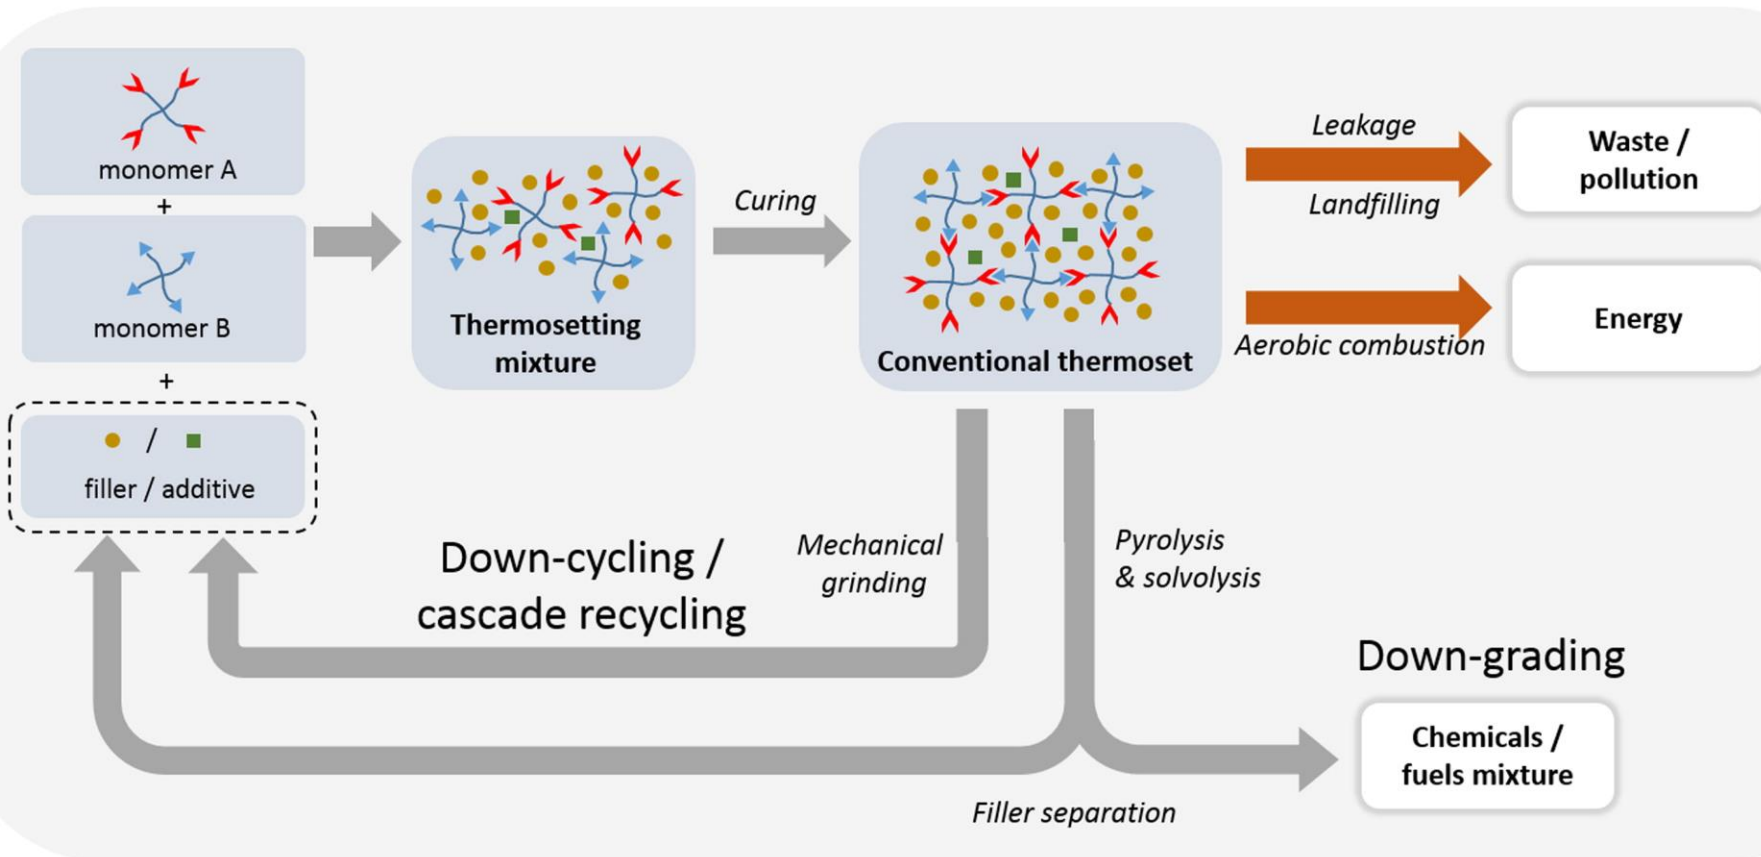 monomer A
+
monomer B
+
/
filler / additive
Thermosetting
mixture
Curing
Conventional thermoset
Leakage
Landfilling
Waste /
pollution
Aerobic combustion
Energy
Mechanical
grinding
Pyrolysis
& solvolysis
Down-cycling /
cascade recycling
Down-grading
Chemicals /
fuels mixture
Filler separation